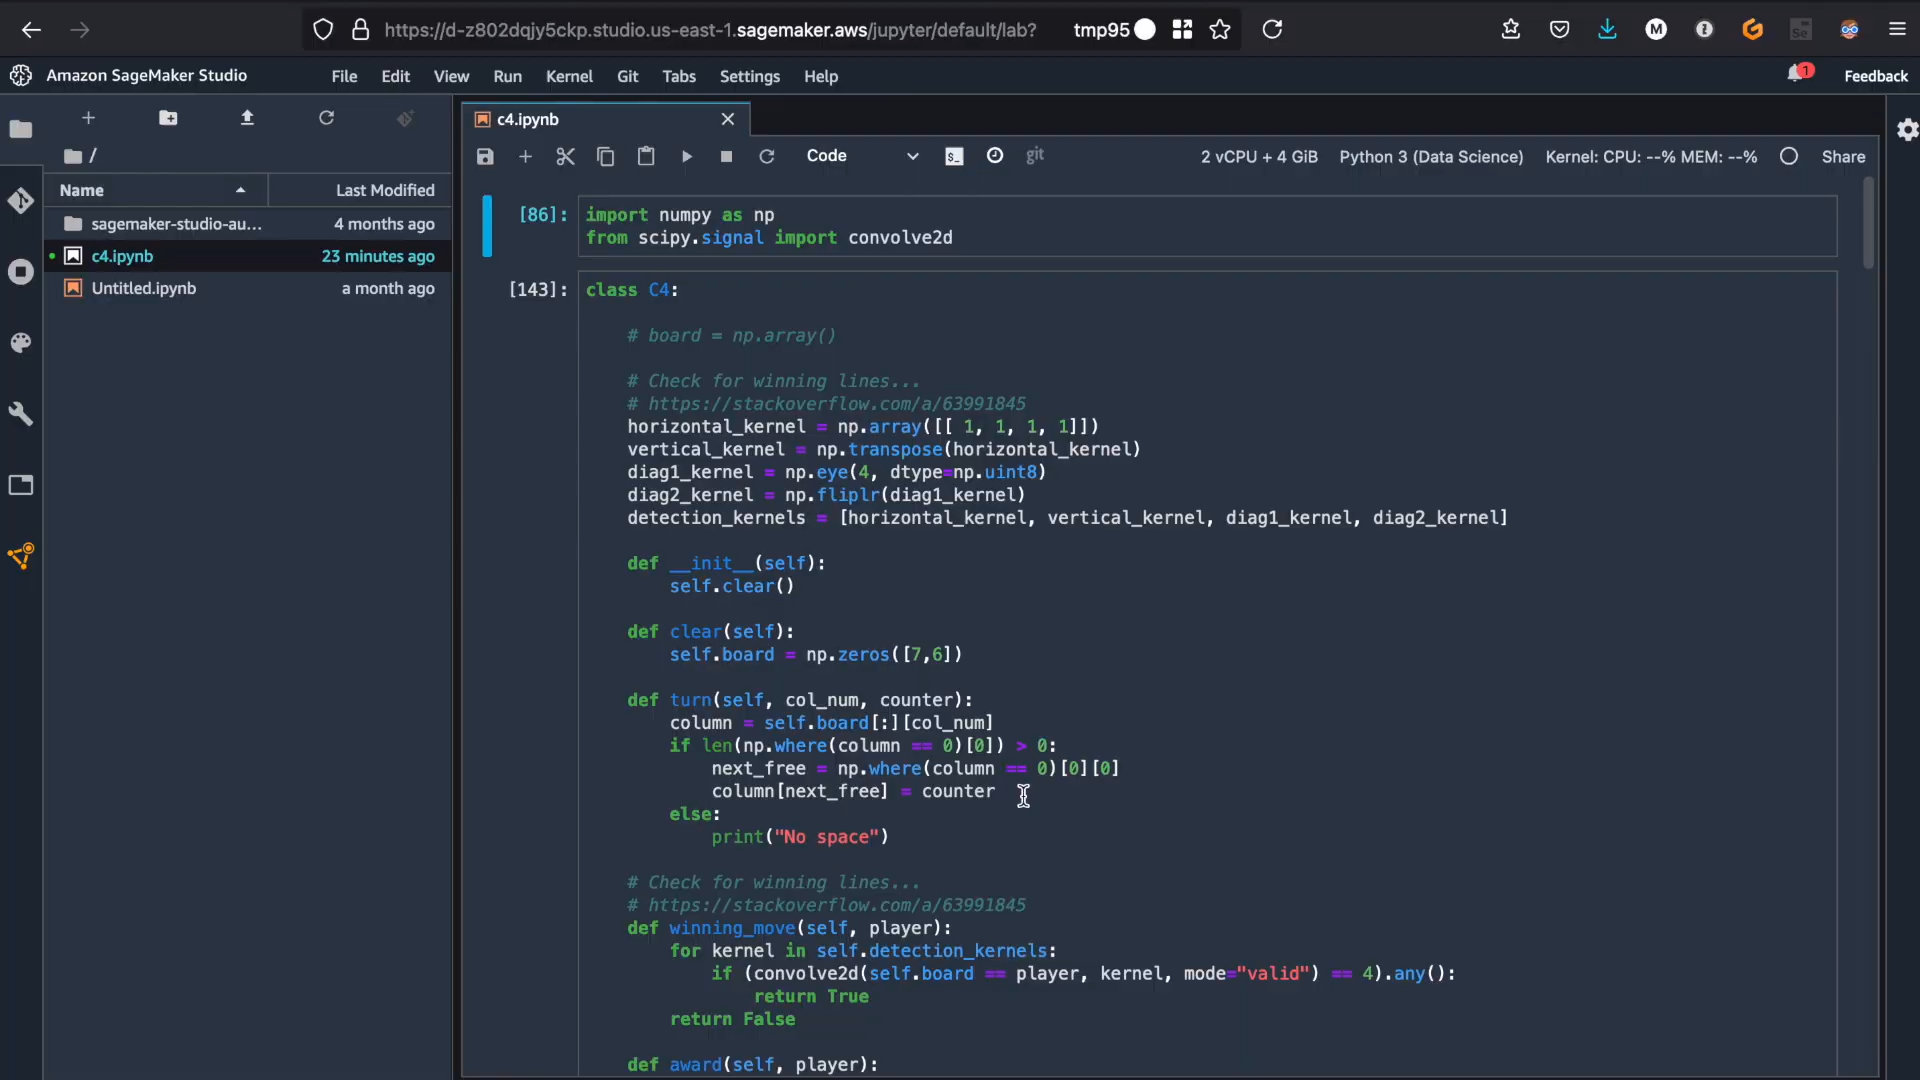 https://d-z802dqjy5ckp.studio.us-east-1.sagemaker.aws/jupyter/default/lab?
tmp95
M
Se
Amazon SageMaker Studio
File
Edit
View
Run
Kernel
Git
Tabs
Settings
Help
1
Feedback
/
Name
Last Modified
sagemaker-studio-au...
4 months ago
c4.ipynb
23 minutes ago
Untitled.ipynb
a month ago
c4.ipynb
Code
git
2 vCPU + 4 GiB
Python 3 (Data Science)
Kernel: CPU: --% MEM: --%
Share
[86]:
import numpy as np
from scipy.signal import convolve2d
[143]:
class C4:
# board = np.array()
# Check for winning lines...
# https://stackoverflow.com/a/63991845
horizontal_kernel = np.array([[ 1, 1, 1, 1]])
vertical_kernel = np.transpose(horizontal_kernel)
diag1_kernel = np.eye(4, dtype=np.uint8)
diag2_kernel = np.fliplr(diag1_kernel)
detection_kernels = [horizontal_kernel, vertical_kernel, diag1_kernel, diag2_kernel]
def __init__(self):
self.clear()
def clear(self):
self.board = np.zeros([7,6])
def turn(self, col_num, counter):
column = self.board[:][col_num]
if len(np.where(column == 0)[0]) > 0:
next_free = np.where(column == 0)[0][0]
column[next_free] = counter
else:
print("No space")
# Check for winning lines...
# https://stackoverflow.com/a/63991845
def winning_move(self, player):
for kernel in self.detection_kernels:
if (convolve2d(self.board == player, kernel, mode="valid") == 4).any():
return True
return False
def award(self, player):